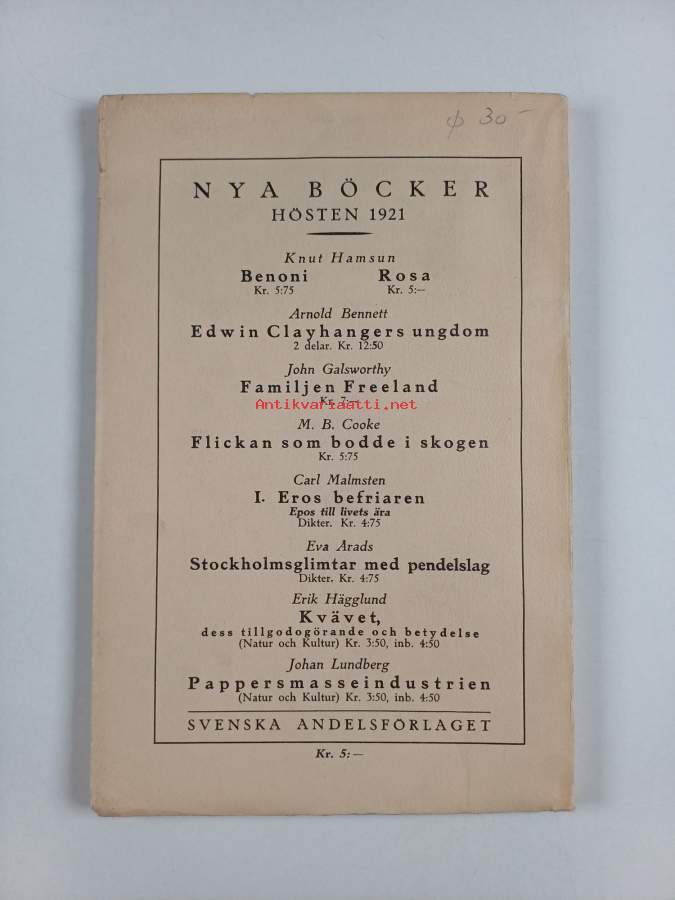 ф 30-
NYA BÖCKER
HÖSTEN 1921
Knut Hamsun
Benoni Rosa
Kr. 5:75 Kr. 5:—
Arnold Bennett
Edwin Clayhangers ungdom
2 delar. Kr. 12:50
John Galsworthy
Familjen Freeland
Kr. 7:—
Antikvariaatti.net
M. B. Cooke
Flickan som bodde i skogen
Kr. 5:75
Carl Malmsten
I. Eros befriaren
Epos till livets ära
Dikter. Kr. 4:75
Eva Arads
Stockholmsglimtar med pendelslag
Dikter. Kr. 4:75
Erik Hägglund
Kvävet,
dess tillgodogörande och betydelse
(Natur och Kultur) Kr. 3:50, inb. 4:50
Johan Lundberg
Pappersmasseindustrien
(Natur och Kultur) Kr. 3:50, inb. 4:50
SVENSKA ANDELSFÖRLAGET
Kr. 5:—